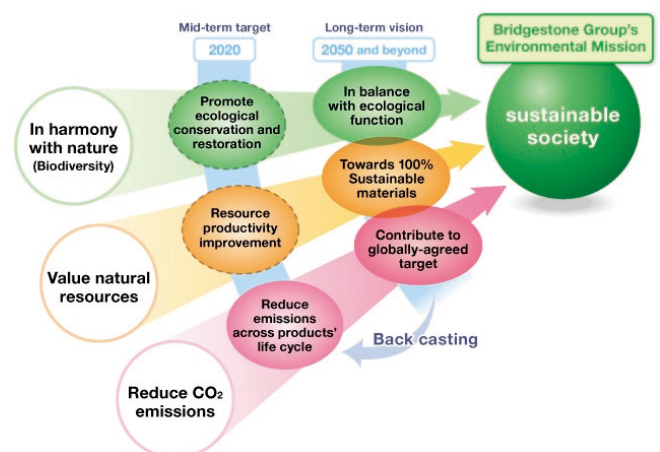 Mid-term target
2020
Long-term vision
2050 and beyond
Bridgestone Group's
Environmental Mission
In harmony
with nature
(Biodiversity)
Promote
ecological
conservation and
restoration
In balance
with ecological
function
sustainable
society
Value natural
resources
Resource
productivity
improvement
Towards 100%
Sustainable
materials
Reduce CO₂
emissions
Reduce
emissions
across products'
life cycle
Contribute to
globally-agreed
target
Back casting